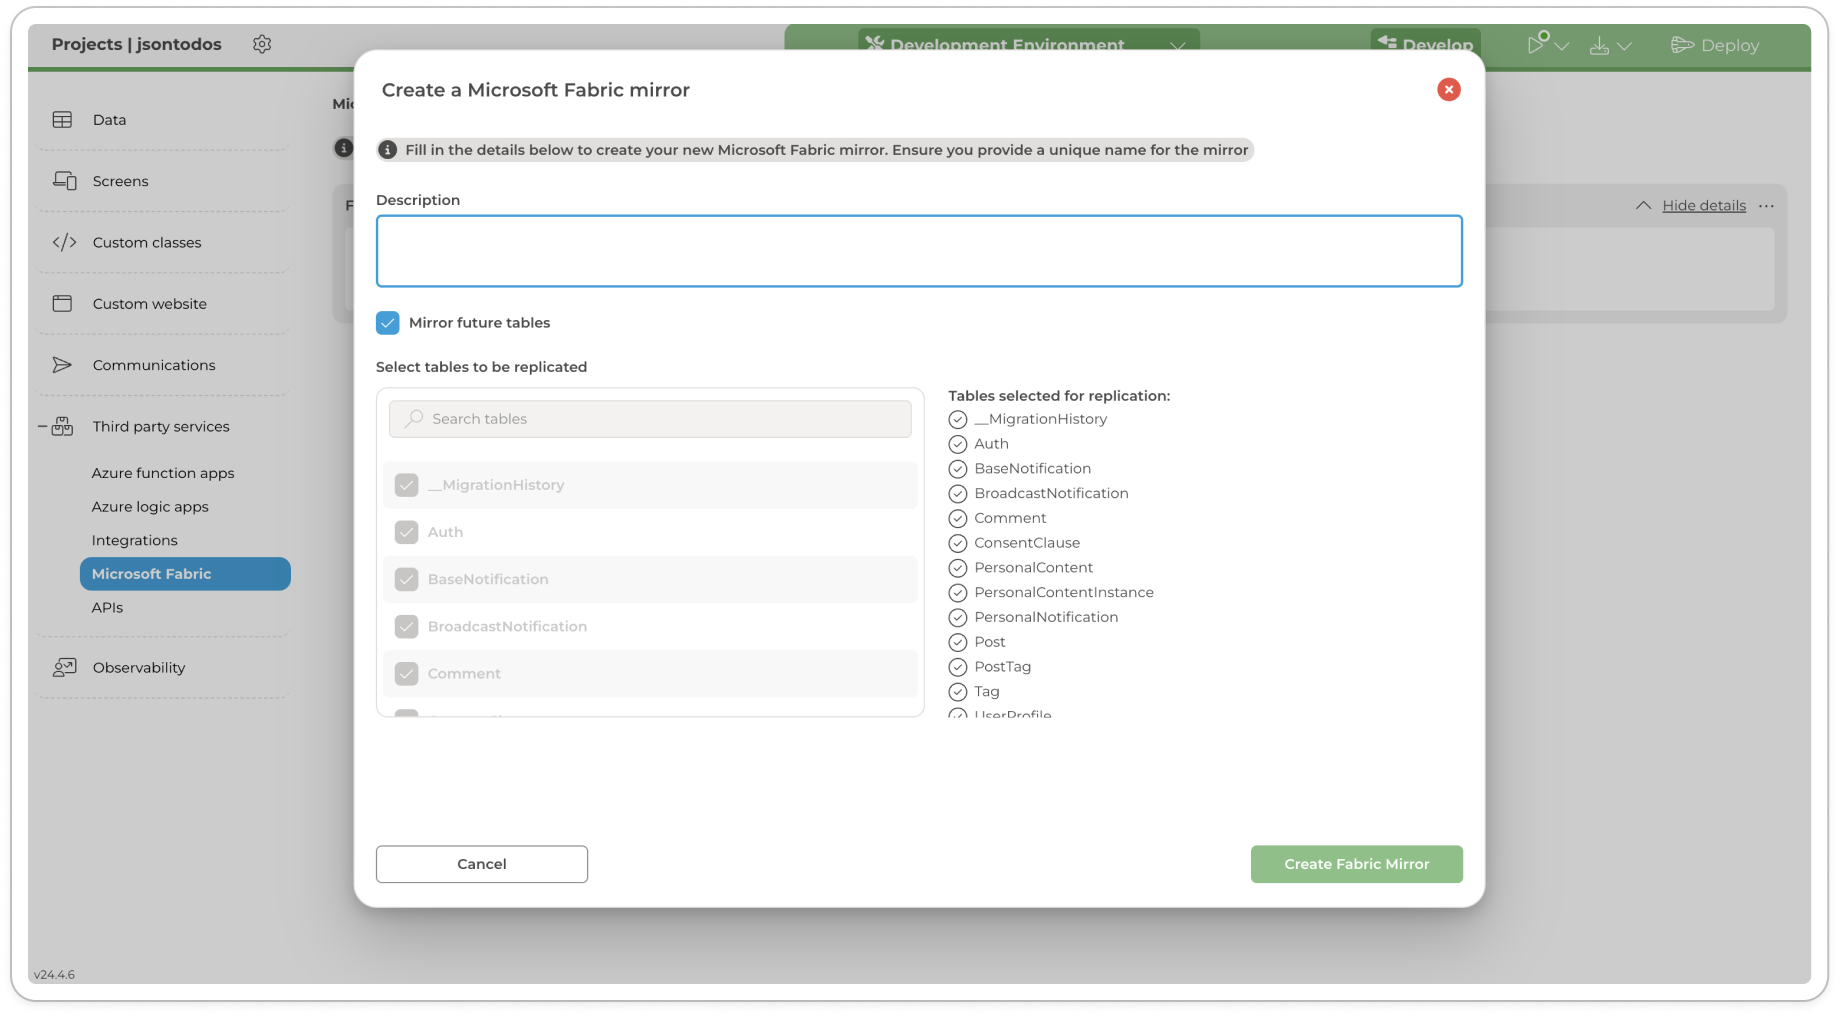 Projects | jsontodos
Development Environment
Develop
Deploy
Create a Microsoft Fabric mirror
Fill in the details below to create your new Microsoft Fabric mirror. Ensure you provide a unique name for the mirror
Data
Screens
Custom classes
Custom website
Communications
Third party services
Azure function apps
Azure logic apps
Integrations
Microsoft Fabric
APIs
Observability
Hide details
Description
Mirror future tables
Select tables to be replicated
Search tables
__MigrationHistory
Auth
BaseNotification
BroadcastNotification
Comment
Tables selected for replication:
__MigrationHistory
Auth
BaseNotification
BroadcastNotification
Comment
ConsentClause
PersonalContent
PersonalContentInstance
PersonalNotification
Post
PostTag
Tag
UserProfile
Cancel
Create Fabric Mirror
v24.4.6